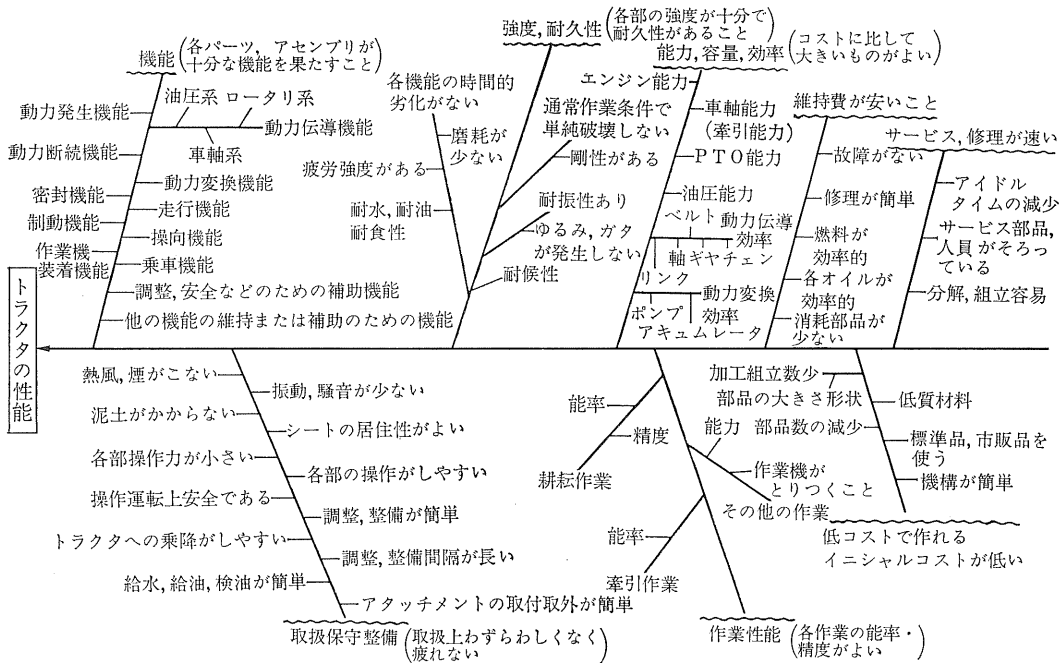 機能(各パーツ, アセンブリが
十分な機能を果たすこと)
動力発生機能
油圧系 ロータリ系
動力伝導機能
車軸系
動力断続機能
動力変換機能
密封機能
走行機能
制動機能
操向機能
作業機
装着機能
乗車機能
調整, 安全などのための補助機能
他の機能の維持または補助のための機能
強度, 耐久性(各部の強度が十分で
耐久性があること)
各機能の時間的
劣化がない
磨耗が
少ない
疲労強度がある
耐水, 耐油
耐食性
通常作業条件で
単純破壊しない
剛性がある
耐振性あり
ゆるみ, ガタ
が発生しない
耐候性
能力, 容量, 効率(コストに比して
大きいものがよい)
エンジン能力
車軸能力
(牽引能力)
PTO能力
油圧能力
ベルト 動力伝導
効率
軸 ギヤチェン
リンク
動力変換
効率
ポンプ
アキュムレータ
維持費が安いこと
故障がない
修理が簡単
燃料が
効率的
各オイルが
効率的
消耗部品が
少ない
サービス, 修理が速い
アイドル
タイムの減少
サービス部品,
人員がそろっ
ている
分解, 組立容易
トラクタの性能
熱風, 煙がこない
振動, 騒音が少ない
泥土がかからない
シートの居住性がよい
各部操作力が小さい
各部の操作がしやすい
操作運転上安全である
調整, 整備が簡単
トラクタへの乗降がしやすい
調整, 整備間隔が長い
給水, 給油, 検油が簡単
アタッチメントの取付取外が簡単
取扱保守整備(取扱上わずらわしくなく
疲れない)
能率
精度
耕耘作業
能力
作業機が
とりつくこと
その他の作業
能率
牽引作業
作業性能(各作業の能率・
精度がよい)
加工組立数少
部品の大きさ形状
低質材料
部品数の減少
標準品, 市販品を
使う
機構が簡単
低コストで作れる
イニシャルコストが低い